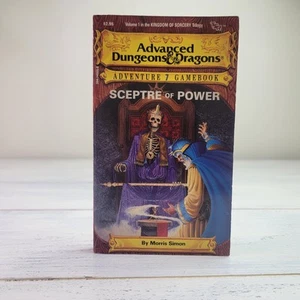 $2.95
Volume 1 in the KINGDOM OF SORCERY Trilogy
Advanced
Dungeons & Dragons
ADVENTURE 7 GAMEBOOK
SCEPTRE OF POWER
By Morris Simon